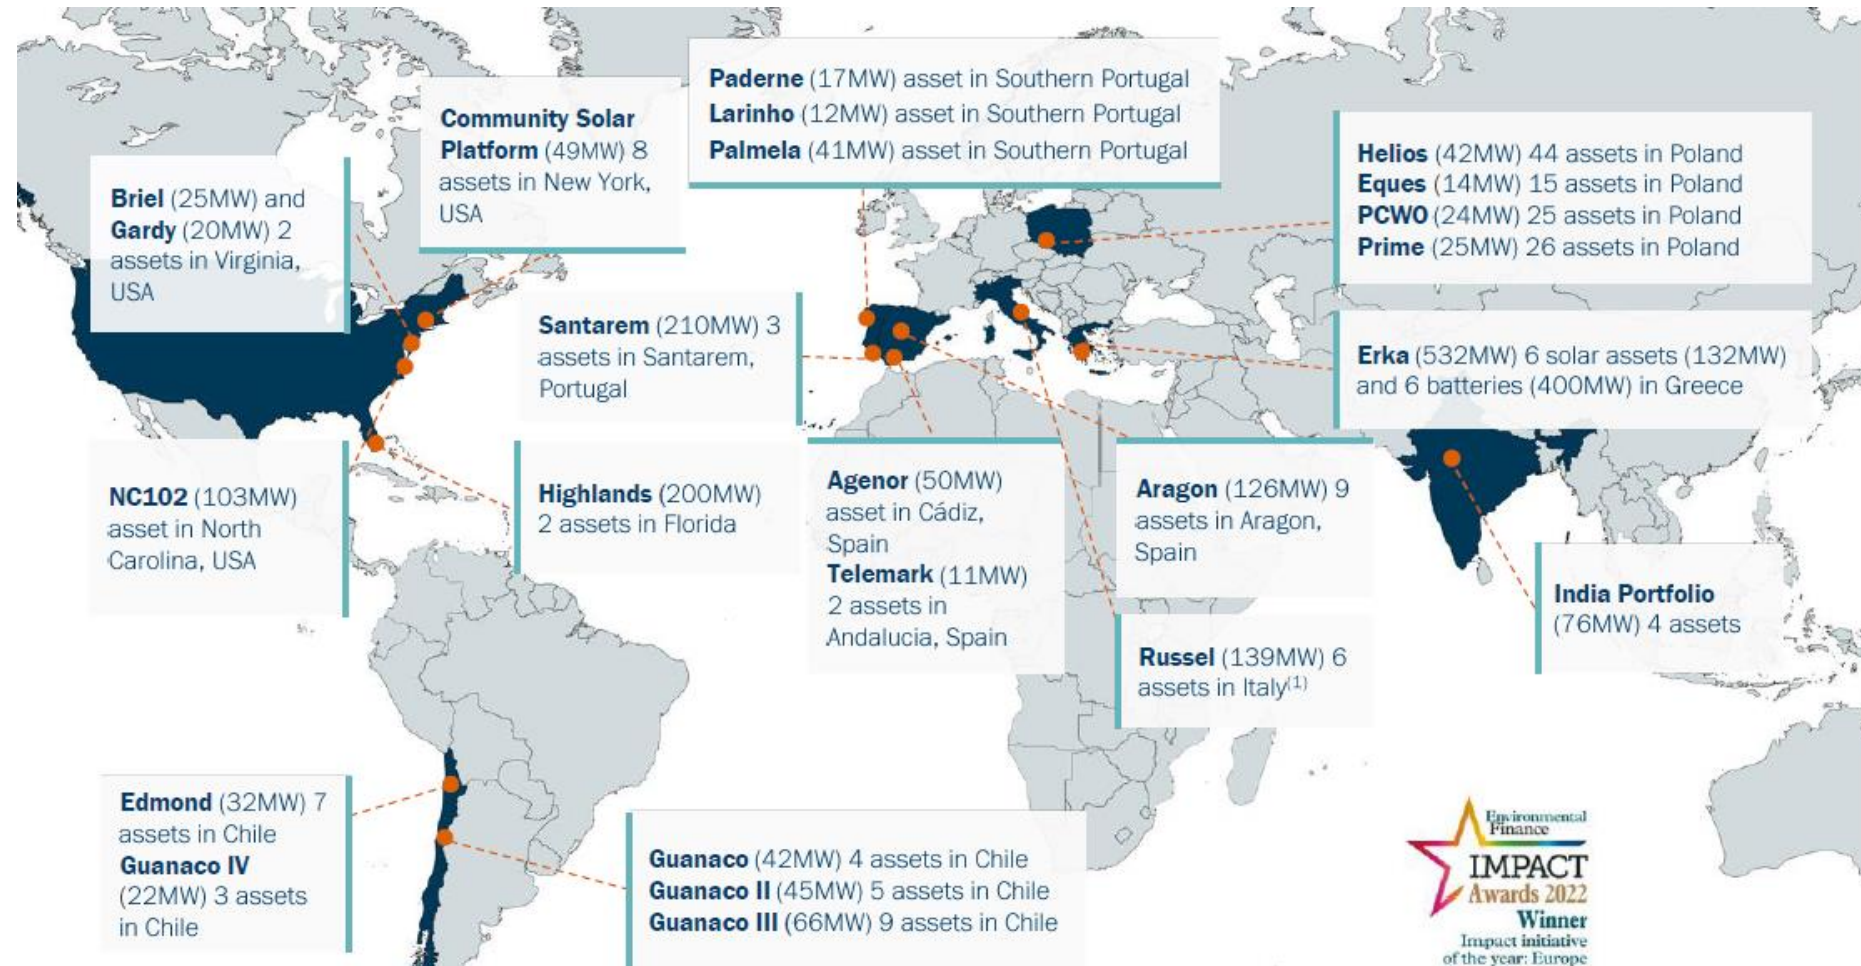 Paderne (17MW) asset in Southern Portugal
Larinho (12MW) asset in Southern Portugal
Palmela (41MW) asset in Southern Portugal
Community Solar
Platform (49MW) 8
assets in New York,
USA
Helios (42MW) 44 assets in Poland
Eques (14MW) 15 assets in Poland
PCWO (24MW) 25 assets in Poland
Prime (25MW) 26 assets in Poland
Briel (25MW) and
Gardy (20MW) 2
assets in Virginia,
USA
Santarem (210MW) 3
assets in Santarem,
Portugal
Erka (532MW) 6 solar assets (132MW)
and 6 batteries (400MW) in Greece
NC102 (103MW)
asset in North
Carolina, USA
Highlands (200MW)
2 assets in Florida
Agenor (50MW)
asset in Cádiz,
Spain
Telemark (11MW)
2 assets in
Andalucia, Spain
Aragon (126MW) 9
assets in Aragon,
Spain
India Portfolio
(76MW) 4 assets
Russel (139MW) 6
assets in Italy(1)
Edmond (32MW) 7
assets in Chile
Guanaco IV
(22MW) 3 assets
in Chile
Guanaco (42MW) 4 assets in Chile
Guanaco II (45MW) 5 assets in Chile
Guanaco III (66MW) 9 assets in Chile
Environmental
Finance
IMPACT
Awards 2022
Winner
Impact initiative
of the year: Europe